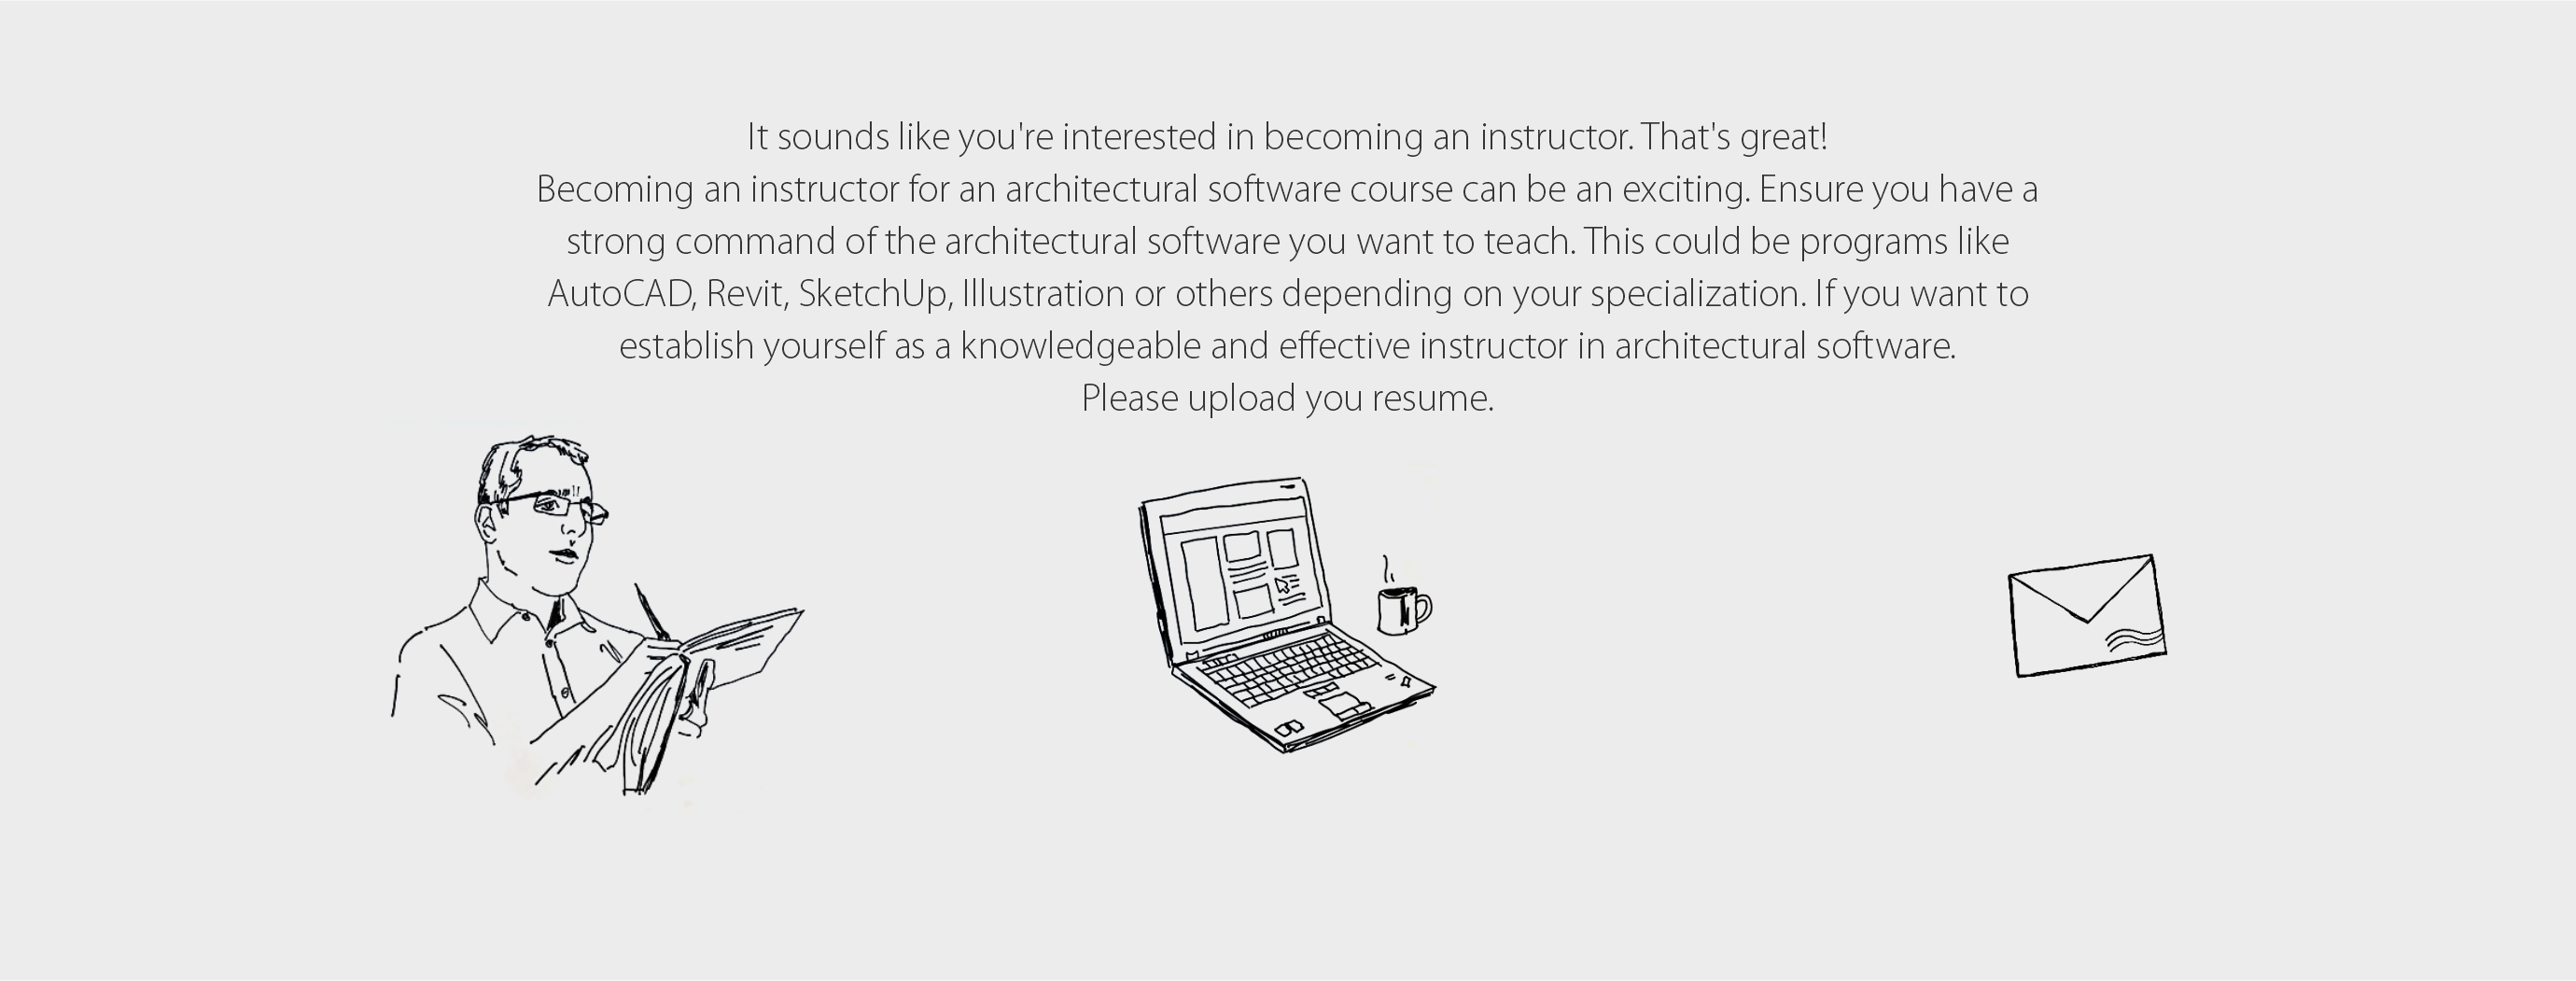 It sounds like you're interested in becoming an instructor. That's great!
Becoming an instructor for an architectural software course can be an exciting. Ensure you have a
strong command of the architectural software you want to teach. This could be programs like
AutoCAD, Revit, SketchUp, Illustration or others depending on your specialization. If you want to
establish yourself as a knowledgeable and effective instructor in architectural software.
Please upload you resume.